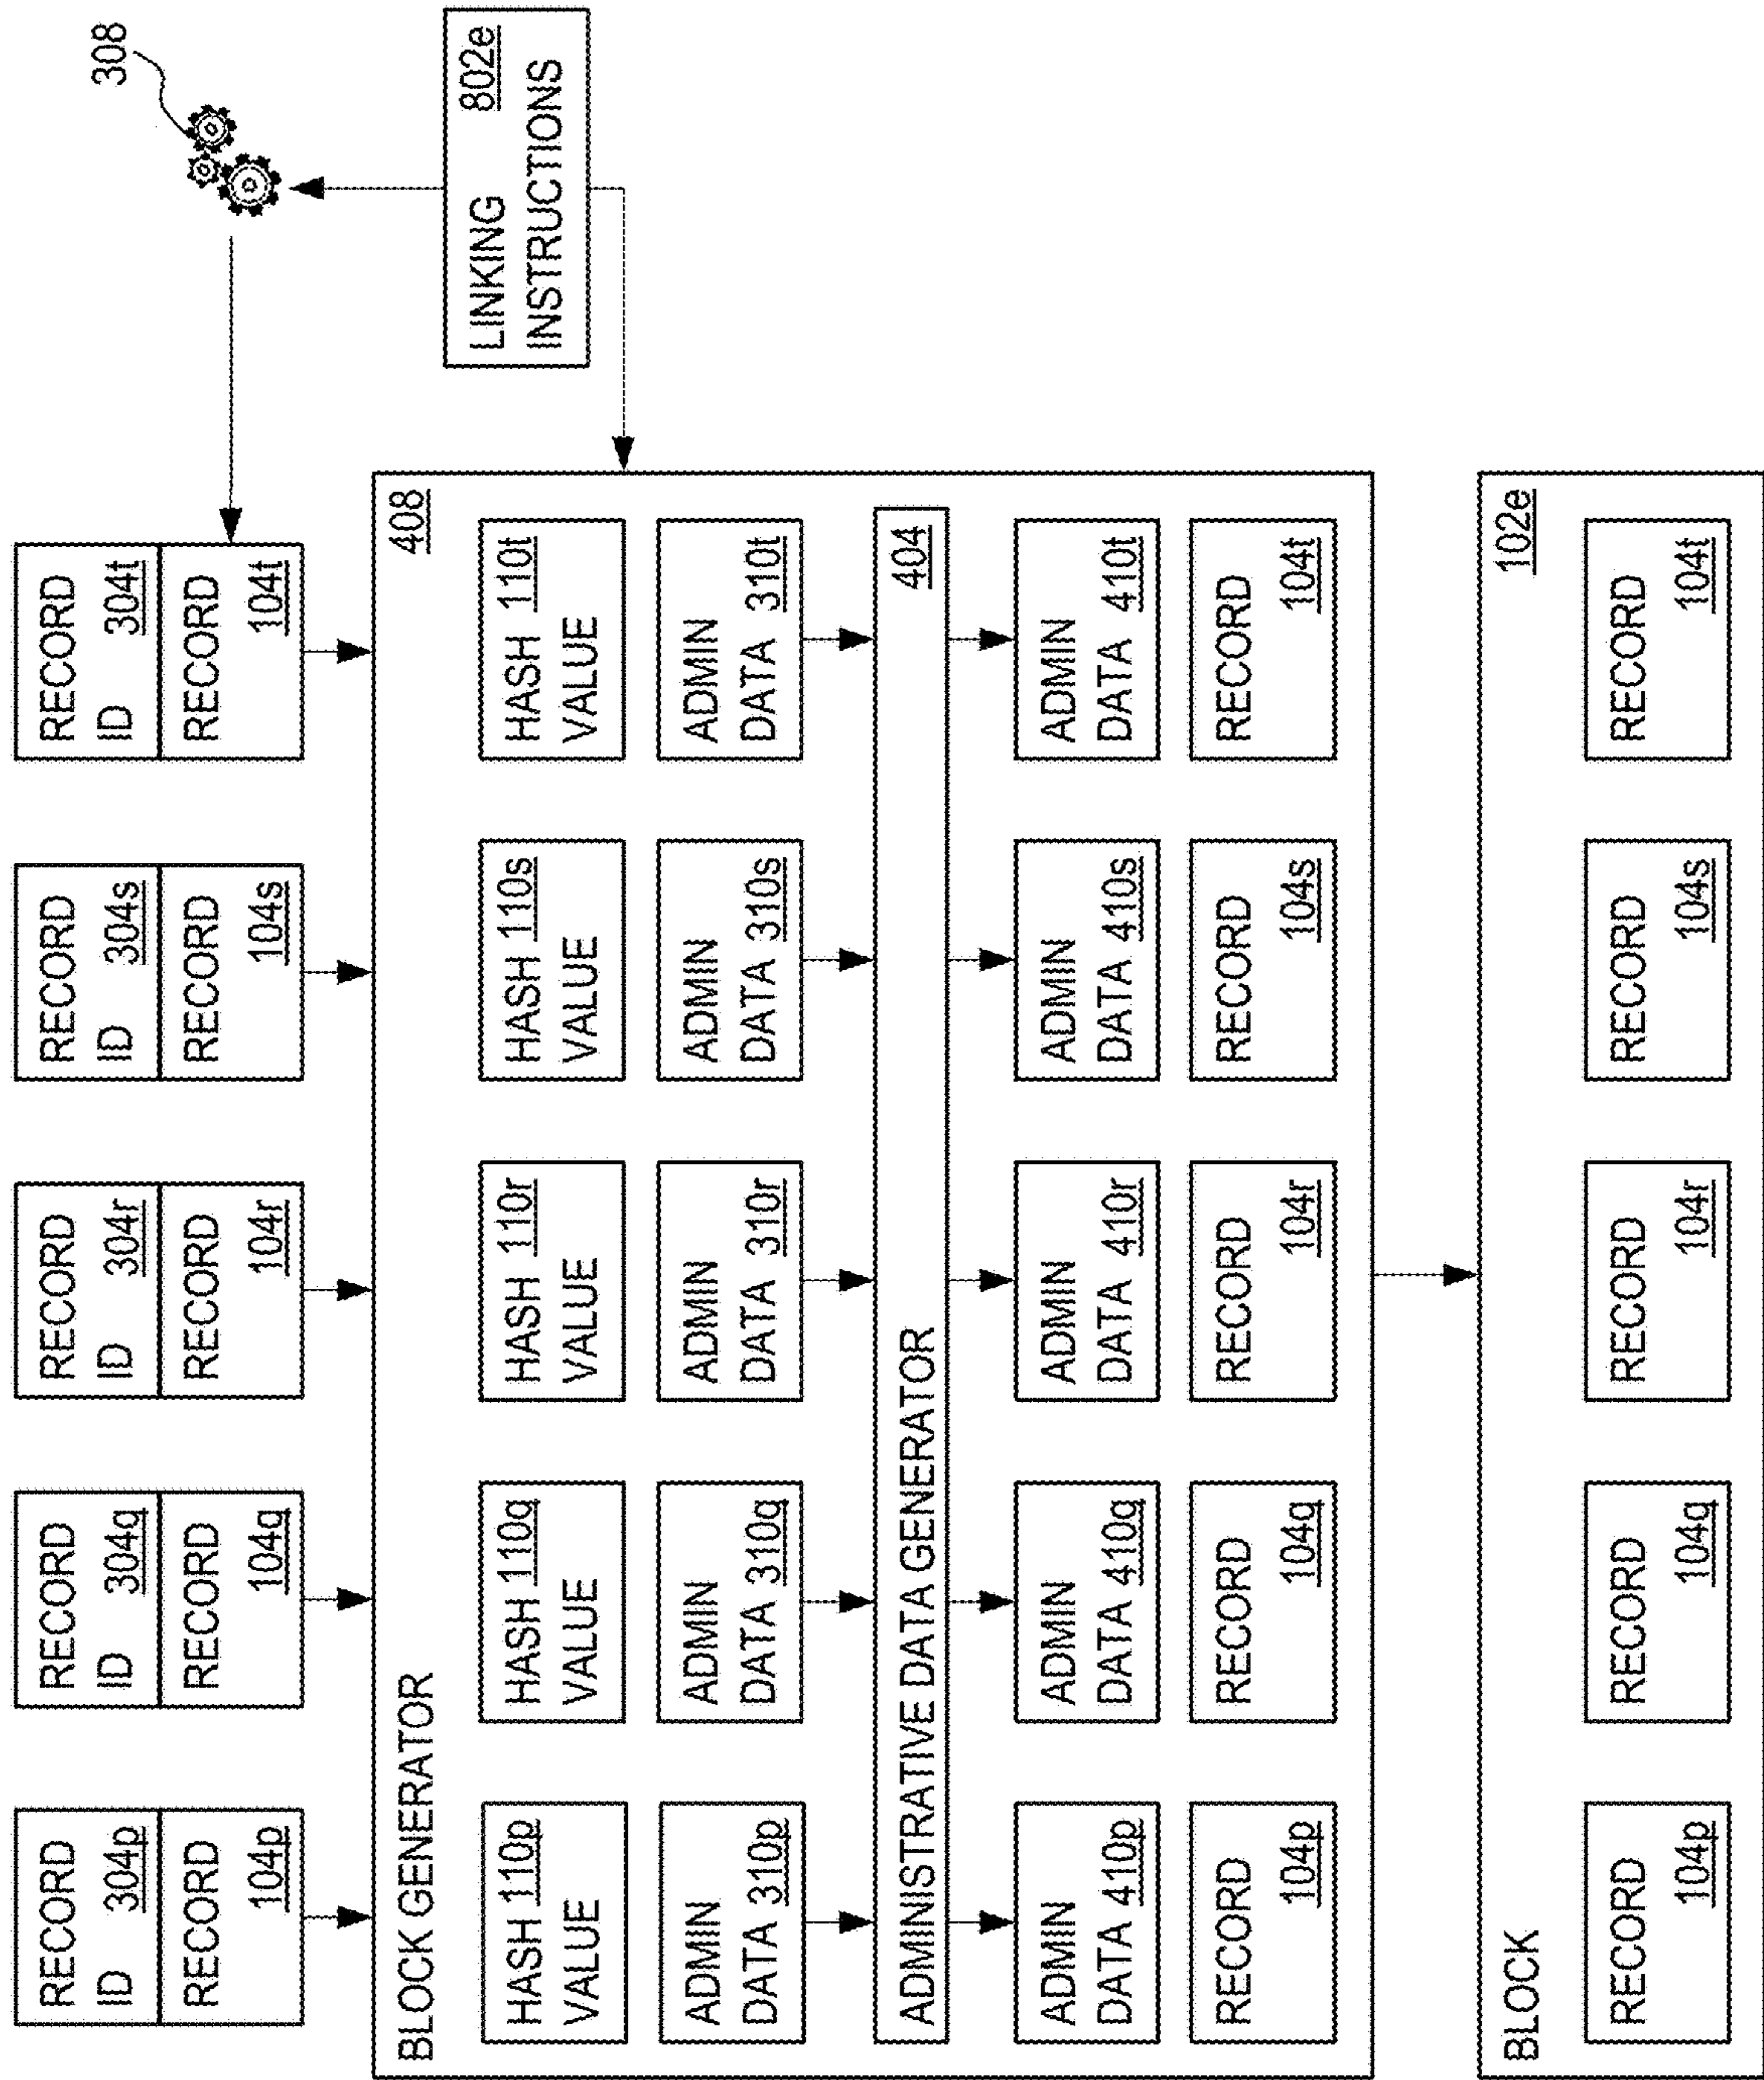 308
LINKING 802e
INSTRUCTIONS
RECORD
ID 304p
RECORD
104p
RECORD
ID 304q
RECORD
104q
RECORD
ID 304r
RECORD
104r
RECORD
ID 304s
RECORD
104s
RECORD
ID 304t
RECORD
104t
BLOCK GENERATOR 408
HASH 110p
VALUE
HASH 110q
VALUE
HASH 110r
VALUE
HASH 110s
VALUE
HASH 110t
VALUE
ADMIN
DATA 310p
ADMIN
DATA 310q
ADMIN
DATA 310r
ADMIN
DATA 310s
ADMIN
DATA 310t
ADMINISTRATIVE DATA GENERATOR 404
ADMIN
DATA 410p
ADMIN
DATA 410q
ADMIN
DATA 410r
ADMIN
DATA 410s
ADMIN
DATA 410t
RECORD
104p
RECORD
104q
RECORD
104r
RECORD
104s
RECORD
104t
BLOCK 102e
RECORD
104p
RECORD
104q
RECORD
104r
RECORD
104s
RECORD
104t